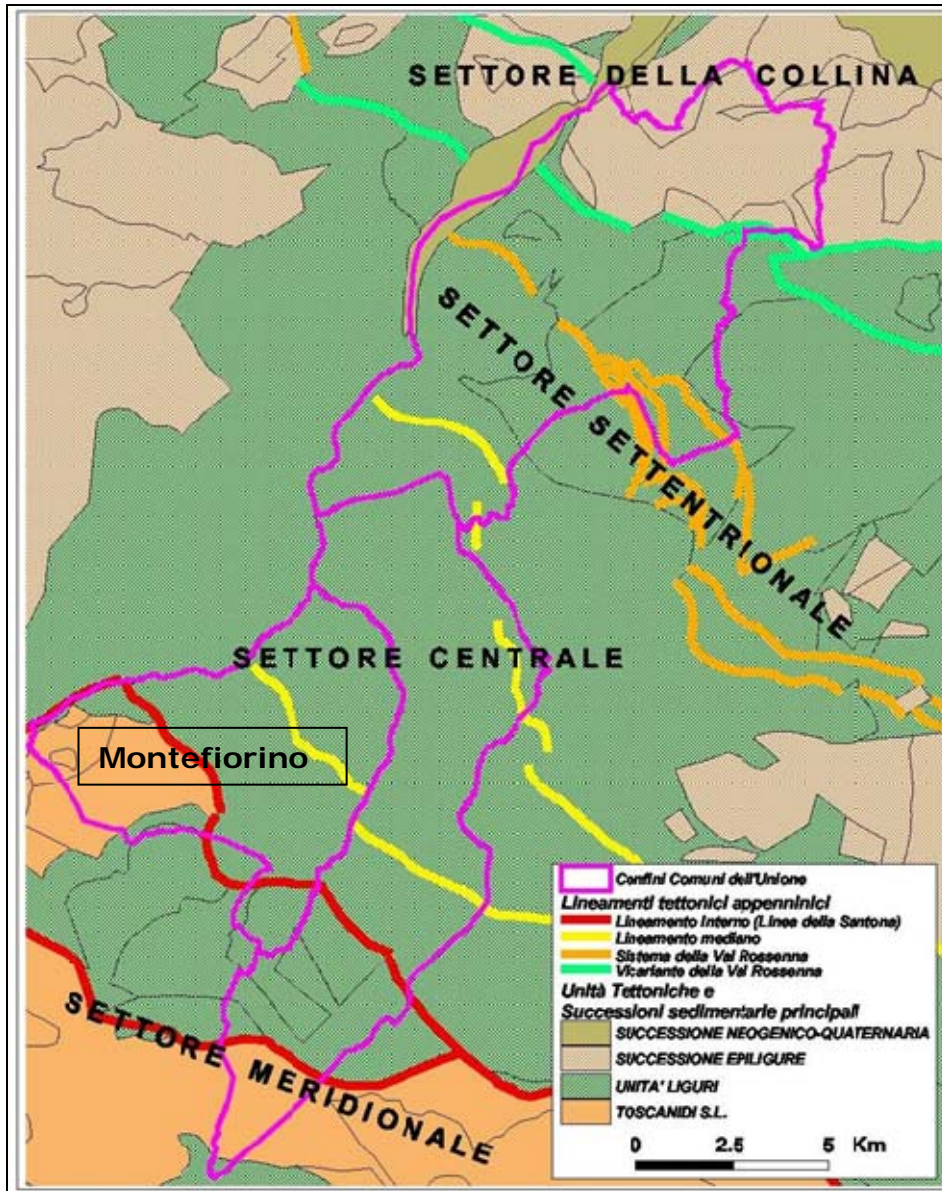 SETTORE DELLA COLLINA
SETTORE SETTENTRIONALE
SETTORE CENTRALE
Montefiorino
SETTORE MERIDIONALE
Confini Comuni dell'Unione
Lineamenti tettonici appenninici
Lineamento Interno (Linea della Santona)
Lineamento mediano
Sistema della Val Rossenna
Vicariante della Val Rossenna
Unità Tettoniche e
Successioni sedimentarie principali
SUCCESSIONE NEOGENICO-QUATERNARIA
SUCCESSIONE EPILIGURE
UNITA' LIGURI
TOSCANIDI S.L.
0 2.5 5 Km